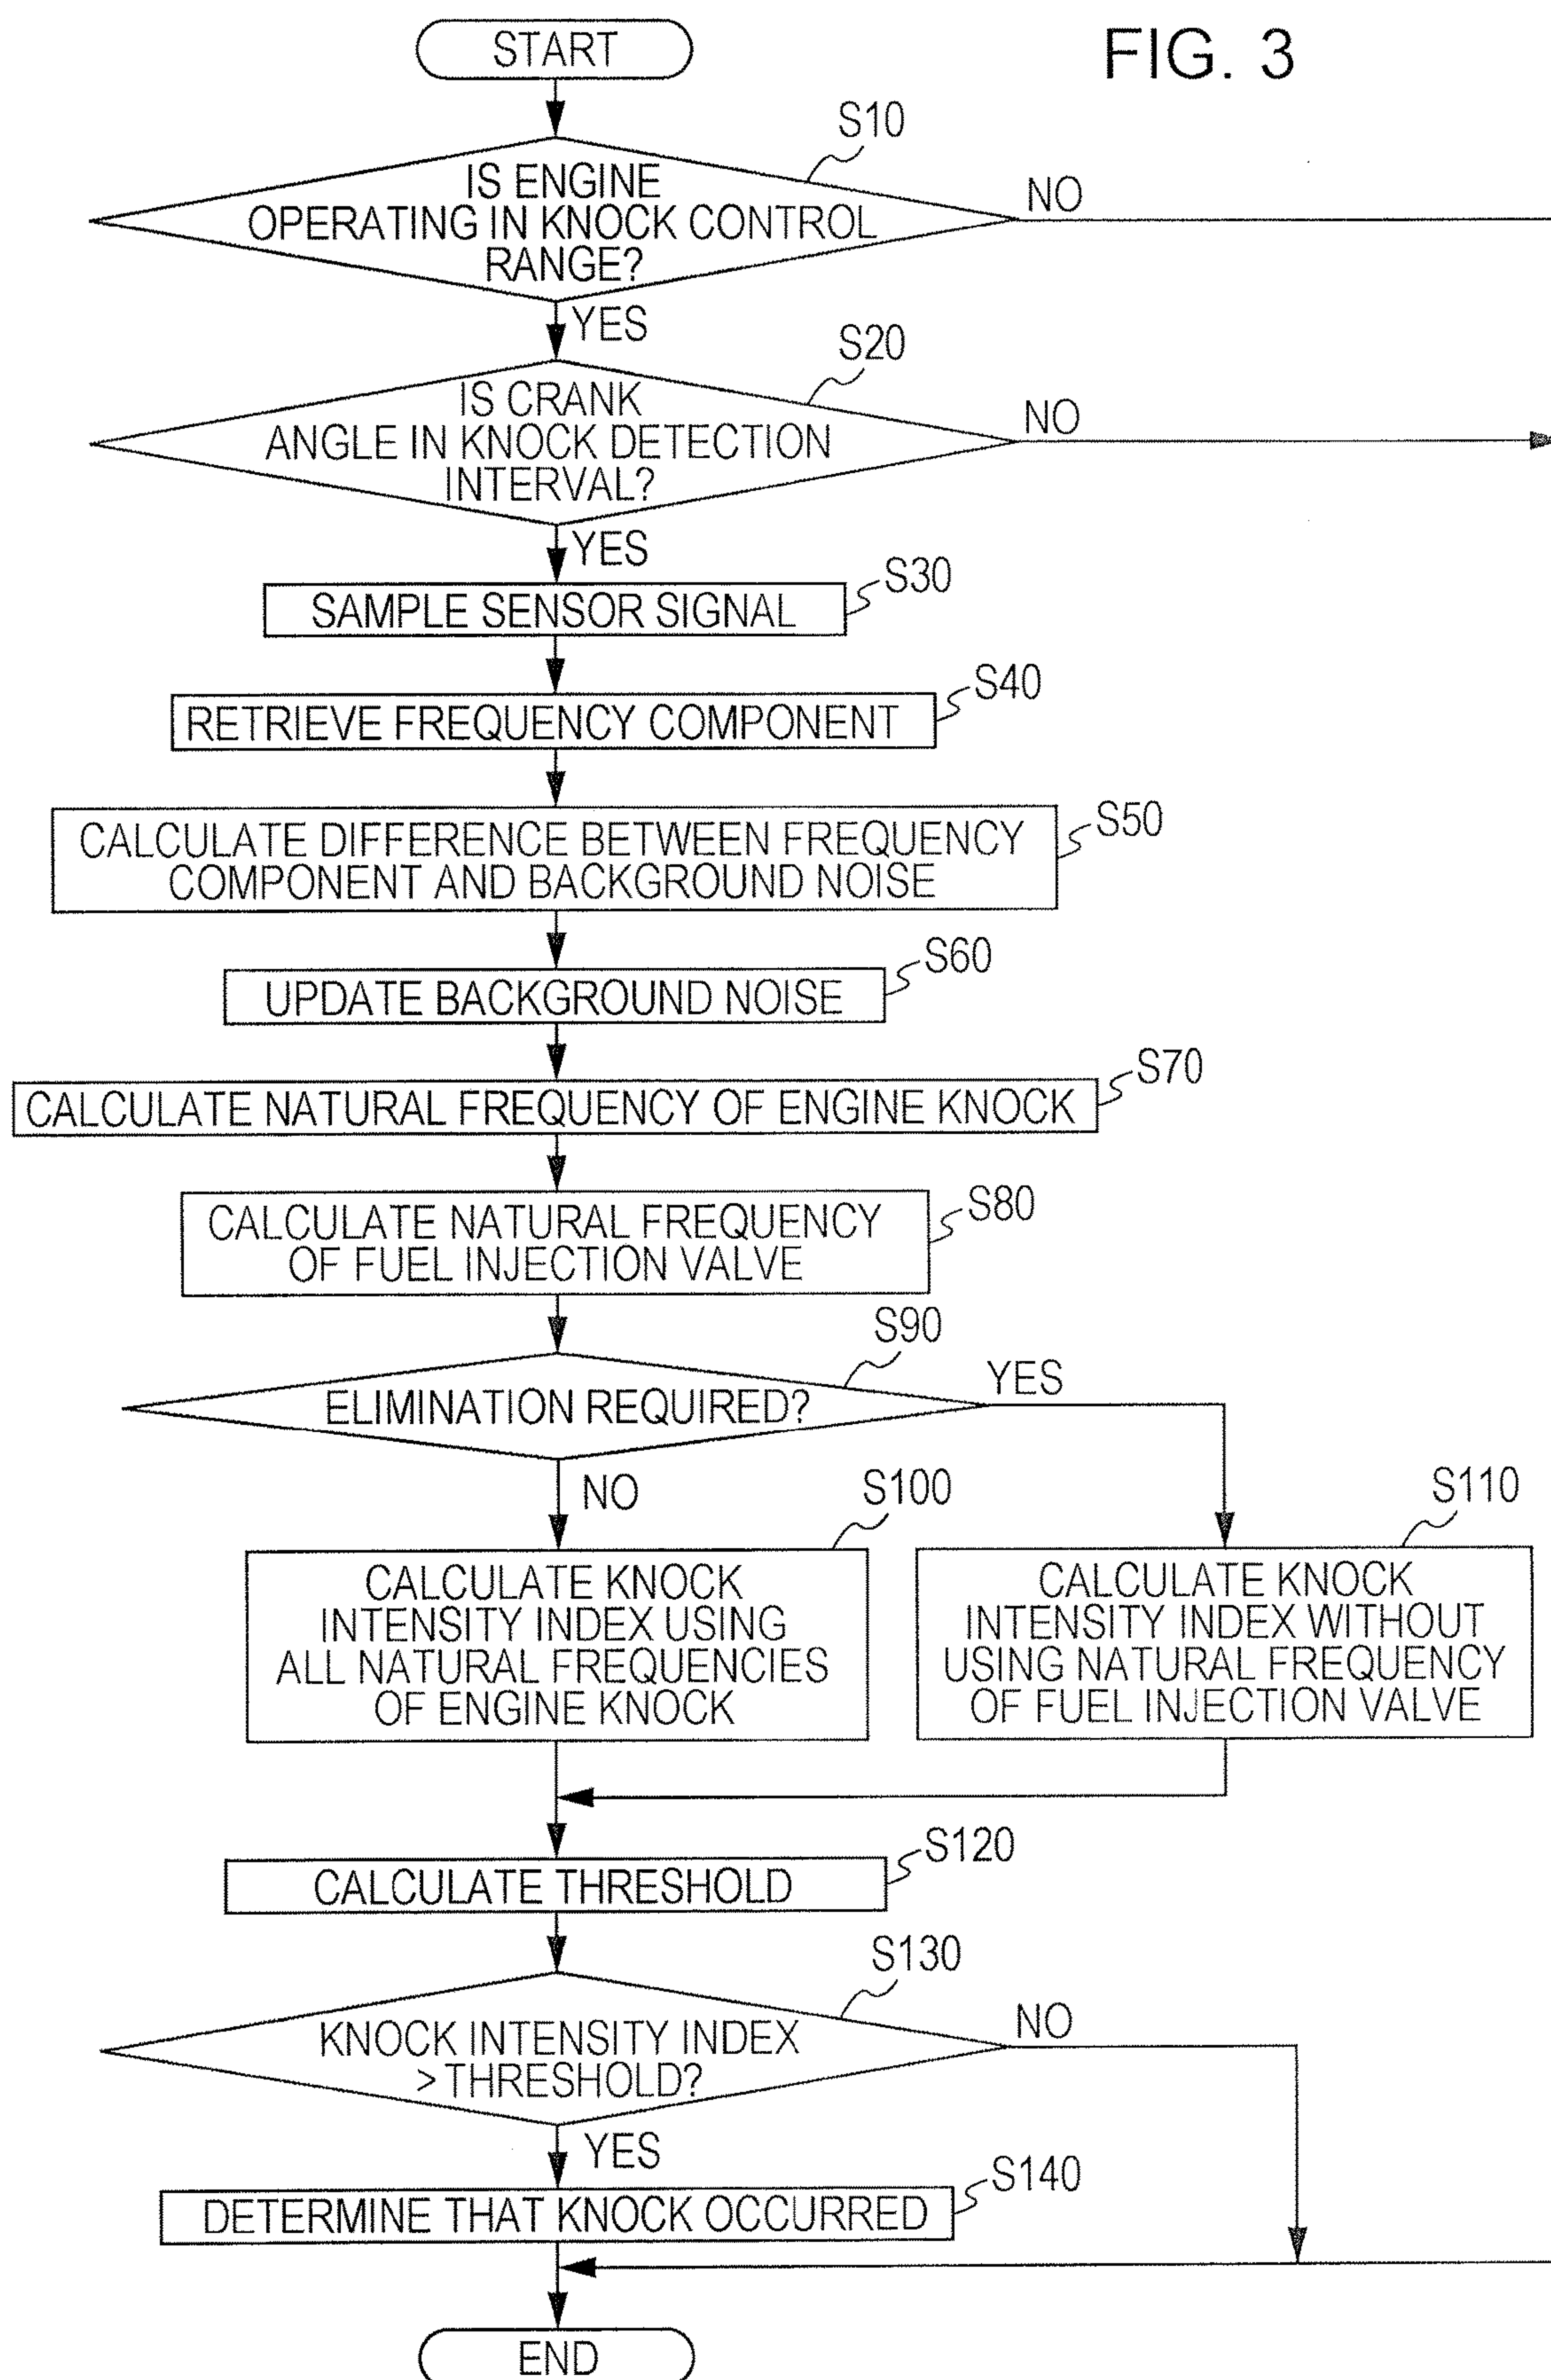 FIG. 3
START
S10
IS ENGINE
OPERATING IN KNOCK CONTROL
RANGE?
NO
YES
S20
IS CRANK
ANGLE IN KNOCK DETECTION
INTERVAL?
NO
YES
S30
SAMPLE SENSOR SIGNAL
S40
RETRIEVE FREQUENCY COMPONENT
S50
CALCULATE DIFFERENCE BETWEEN FREQUENCY
COMPONENT AND BACKGROUND NOISE
S60
UPDATE BACKGROUND NOISE
S70
CALCULATE NATURAL FREQUENCY OF ENGINE KNOCK
S80
CALCULATE NATURAL FREQUENCY
OF FUEL INJECTION VALVE
S90
ELIMINATION REQUIRED?
YES
NO
S100
CALCULATE KNOCK
INTENSITY INDEX USING
ALL NATURAL FREQUENCIES
OF ENGINE KNOCK
S110
CALCULATE KNOCK
INTENSITY INDEX WITHOUT
USING NATURAL FREQUENCY
OF FUEL INJECTION VALVE
S120
CALCULATE THRESHOLD
S130
KNOCK INTENSITY INDEX
> THRESHOLD?
NO
YES
S140
DETERMINE THAT KNOCK OCCURRED
END